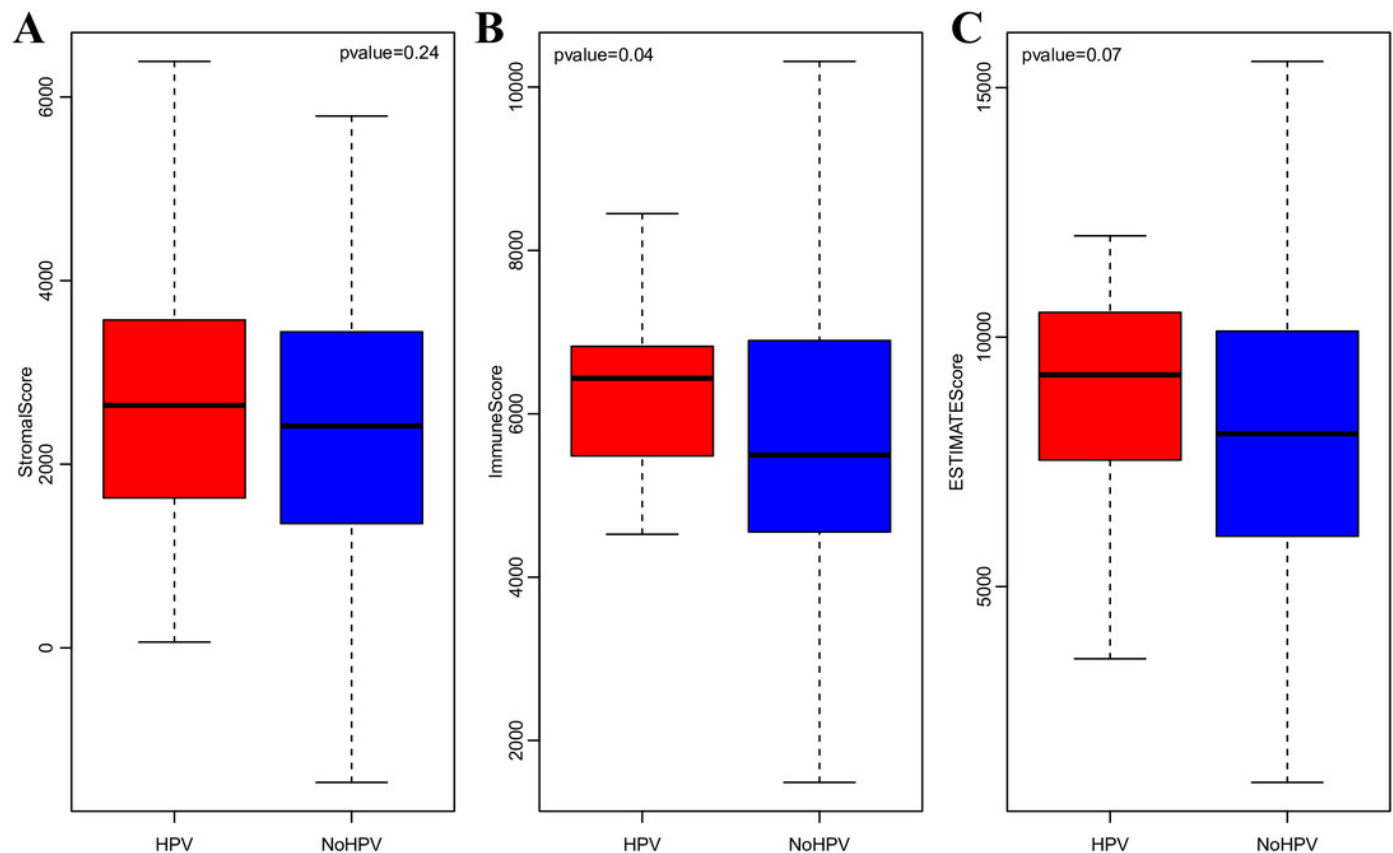 A
pvalue=0.24
StromalScore
6000
4000
2000
0
HPV
NoHPV
B
pvalue=0.04
ImmuneScore
10000
8000
6000
4000
2000
HPV
NoHPV
C
pvalue=0.07
ESTIMATEScore
15000
10000
5000
HPV
NoHPV